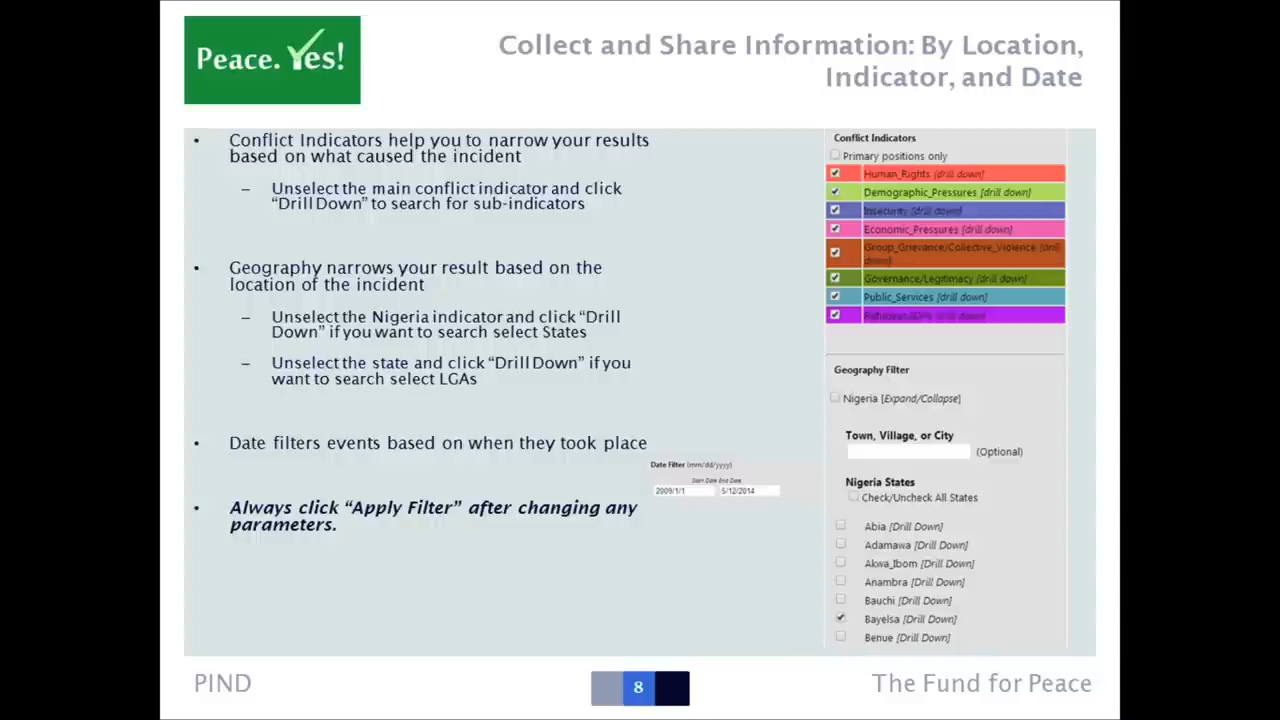 Peace. Yes!
Collect and Share Information: By Location,
Indicator, and Date
• Conflict Indicators help you to narrow your results
based on what caused the incident
– Unselect the main conflict indicator and click
“Drill Down” to search for sub-indicators
• Geography narrows your result based on the
location of the incident
– Unselect the Nigeria indicator and click “Drill
Down” if you want to search select States
– Unselect the state and click “Drill Down” if you
want to search select LGAs
• Date filters events based on when they took place
• Always click “Apply Filter” after changing any
parameters.
Date Filter (mm/dd/yyyy)
Start Date End Date
2009/1/1 5/12/2014
Conflict Indicators
Primary positions only
Human_Rights [drill down]
Demographic_Pressures [drill down]
Insecurity [drill down]
Economic_Pressures [drill down]
Group_Grievance/Collective_Violence [drill
down]
Governance/Legitimacy [drill down]
Public_Services [drill down]
[drill down]
Geography Filter
Nigeria [Expand/Collapse]
Town, Village, or City
(Optional)
Nigeria States
Check/Uncheck All States
Abia [Drill Down]
Adamawa [Drill Down]
Akwa_Ibom [Drill Down]
Anambra [Drill Down]
Bauchi [Drill Down]
Bayelsa [Drill Down]
Benue [Drill Down]
PIND
8
The Fund for Peace